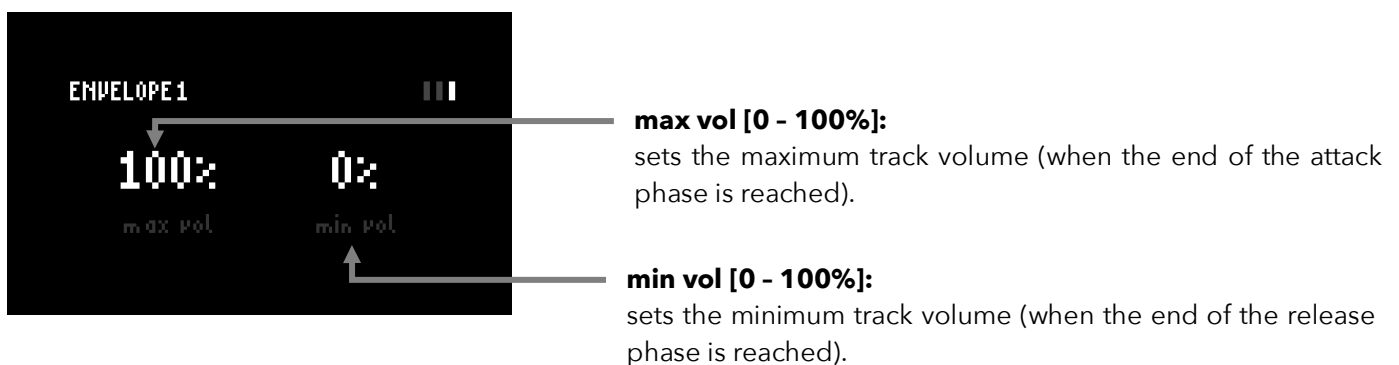 ENVELOPE1
100% 0%
max vol min vol
max vol [0 – 100%]:
sets the maximum track volume (when the end of the attack
phase is reached).
min vol [0 – 100%]:
sets the minimum track volume (when the end of the release
phase is reached).